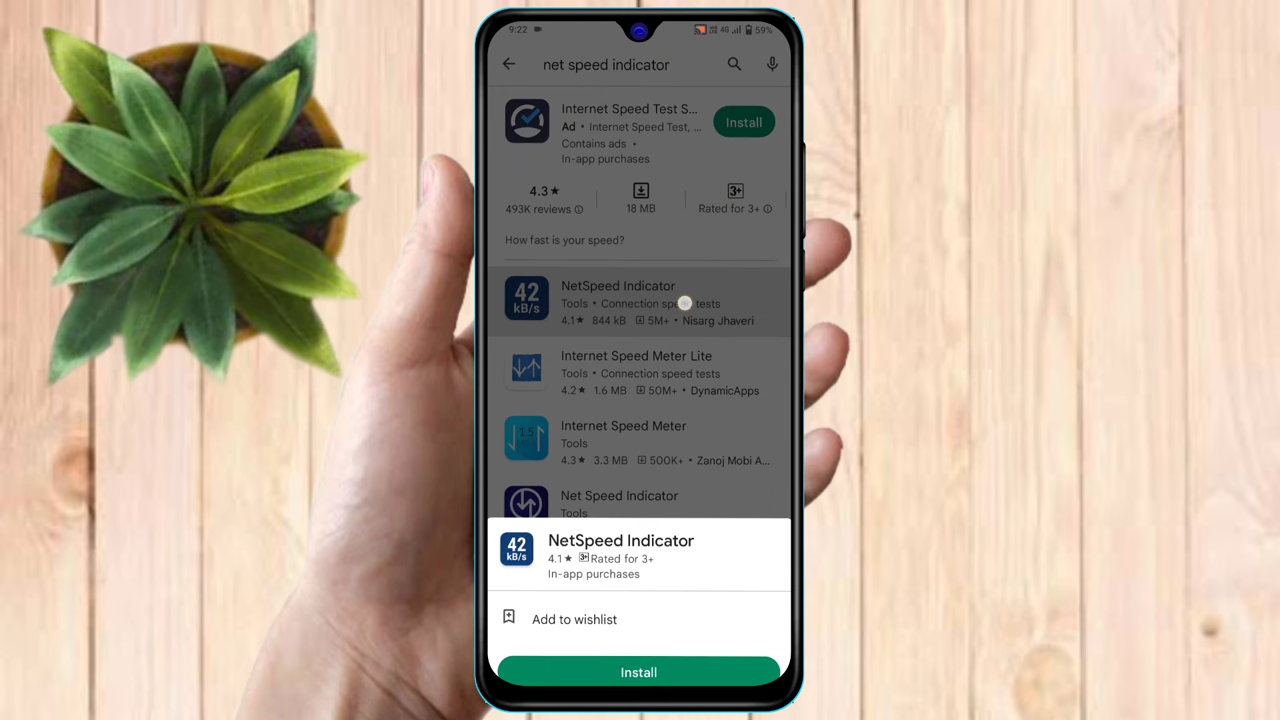 9:22
4G 59%
net speed indicator
Internet Speed Test S...
Ad • Internet Speed Test, ...
Contains ads •
In-app purchases
Install
4.3★
493K reviews
18 MB
3+
Rated for 3+
How fast is your speed?
42
kB/s
NetSpeed Indicator
Tools • Connection speed tests
4.1★ 844 kB 5M+ • Nisarg Jhaveri
Internet Speed Meter Lite
Tools • Connection speed tests
4.2★ 1.6 MB 50M+ • DynamicApps
1.5
Internet Speed Meter
Tools
4.3★ 3.3 MB 500K+ • Zanoj Mobi A...
Net Speed Indicator
Tools
42
kB/s
NetSpeed Indicator
4.1★ 3+ Rated for 3+
In-app purchases
Add to wishlist
Install